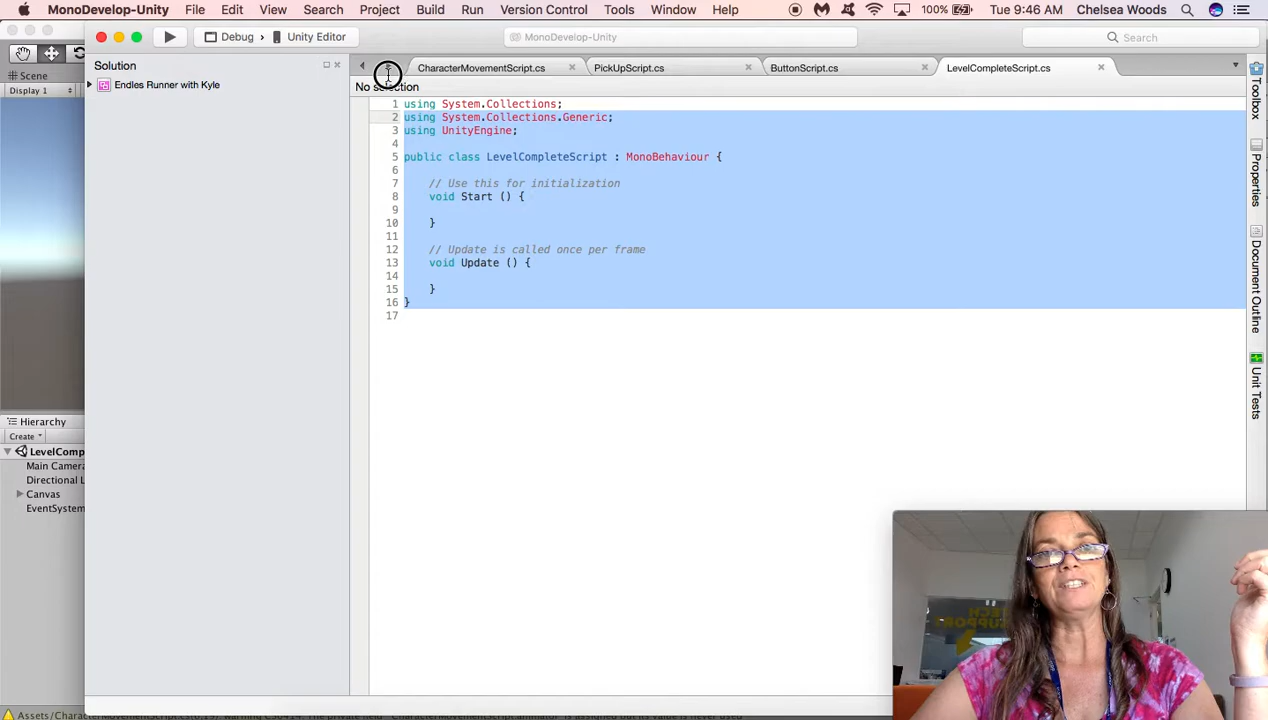 MonoDevelop-Unity File Edit View Search Project Build Run Version Control Tools Window Help 100% Tue 9:46 AM Chelsea Woods
Debug > Unity Editor MonoDevelop-Unity Search
Solution
CharacterMovementScript.cs PickUpScript.cs ButtonScript.cs LevelCompleteScript.cs
Scene
Display 1
Endles Runner with Kyle
No selection
1 using System.Collections;
2 using System.Collections.Generic;
3 using UnityEngine;
4
5 public class LevelCompleteScript : MonoBehaviour {
6
7 // Use this for initialization
8 void Start () {
9
10 }
11
12 // Update is called once per frame
13 void Update () {
14
15 }
16 }
17
Toolbox
Properties
Document Outline
Unit Tests
Hierarchy
Create
LevelComp
Main Camera
Directional L
Canvas
EventSystem
TECH
SUPPORT